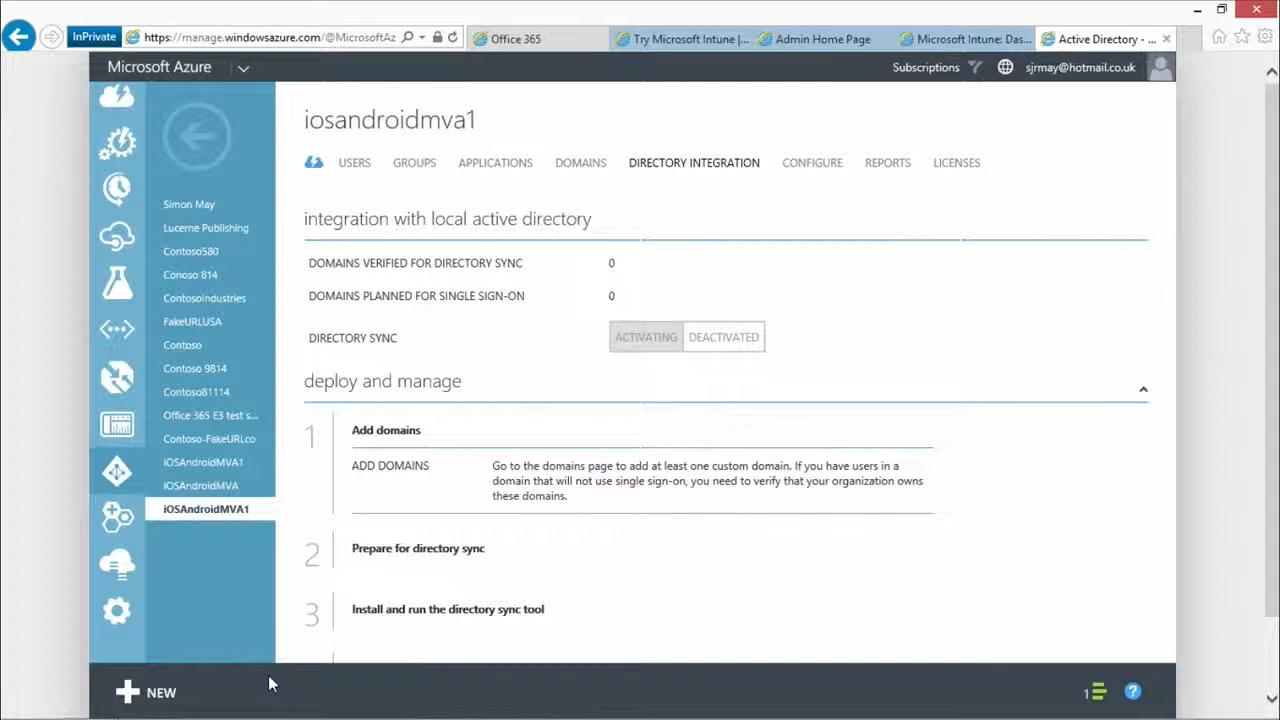 InPrivate
https://manage.windowsazure.com/@MicrosoftAz
Office 365
Try Microsoft Intune |...
Admin Home Page
Microsoft Intune: Das...
Active Directory - ...
Microsoft Azure
Subscriptions
sjrmay@hotmail.co.uk
Simon May
Lucerne Publishing
Contoso580
Conoso 814
ContosoIndustries
FakeURLUSA
Contoso
Contoso 9814
Contoso81114
Office 365 E3 test s...
Contoso-FakeURLco
iOSAndroidMVA1
iOSAndroidMVA
iOSAndroidMVA1
iosandroidmva1
USERS GROUPS APPLICATIONS DOMAINS DIRECTORY INTEGRATION CONFIGURE REPORTS LICENSES
integration with local active directory
DOMAINS VERIFIED FOR DIRECTORY SYNC 0
DOMAINS PLANNED FOR SINGLE SIGN-ON 0
DIRECTORY SYNC ACTIVATING DEACTIVATED
deploy and manage
1 Add domains
ADD DOMAINS Go to the domains page to add at least one custom domain. If you have users in a
domain that will not use single sign-on, you need to verify that your organization owns
these domains.
2 Prepare for directory sync
3 Install and run the directory sync tool
NEW
1
?